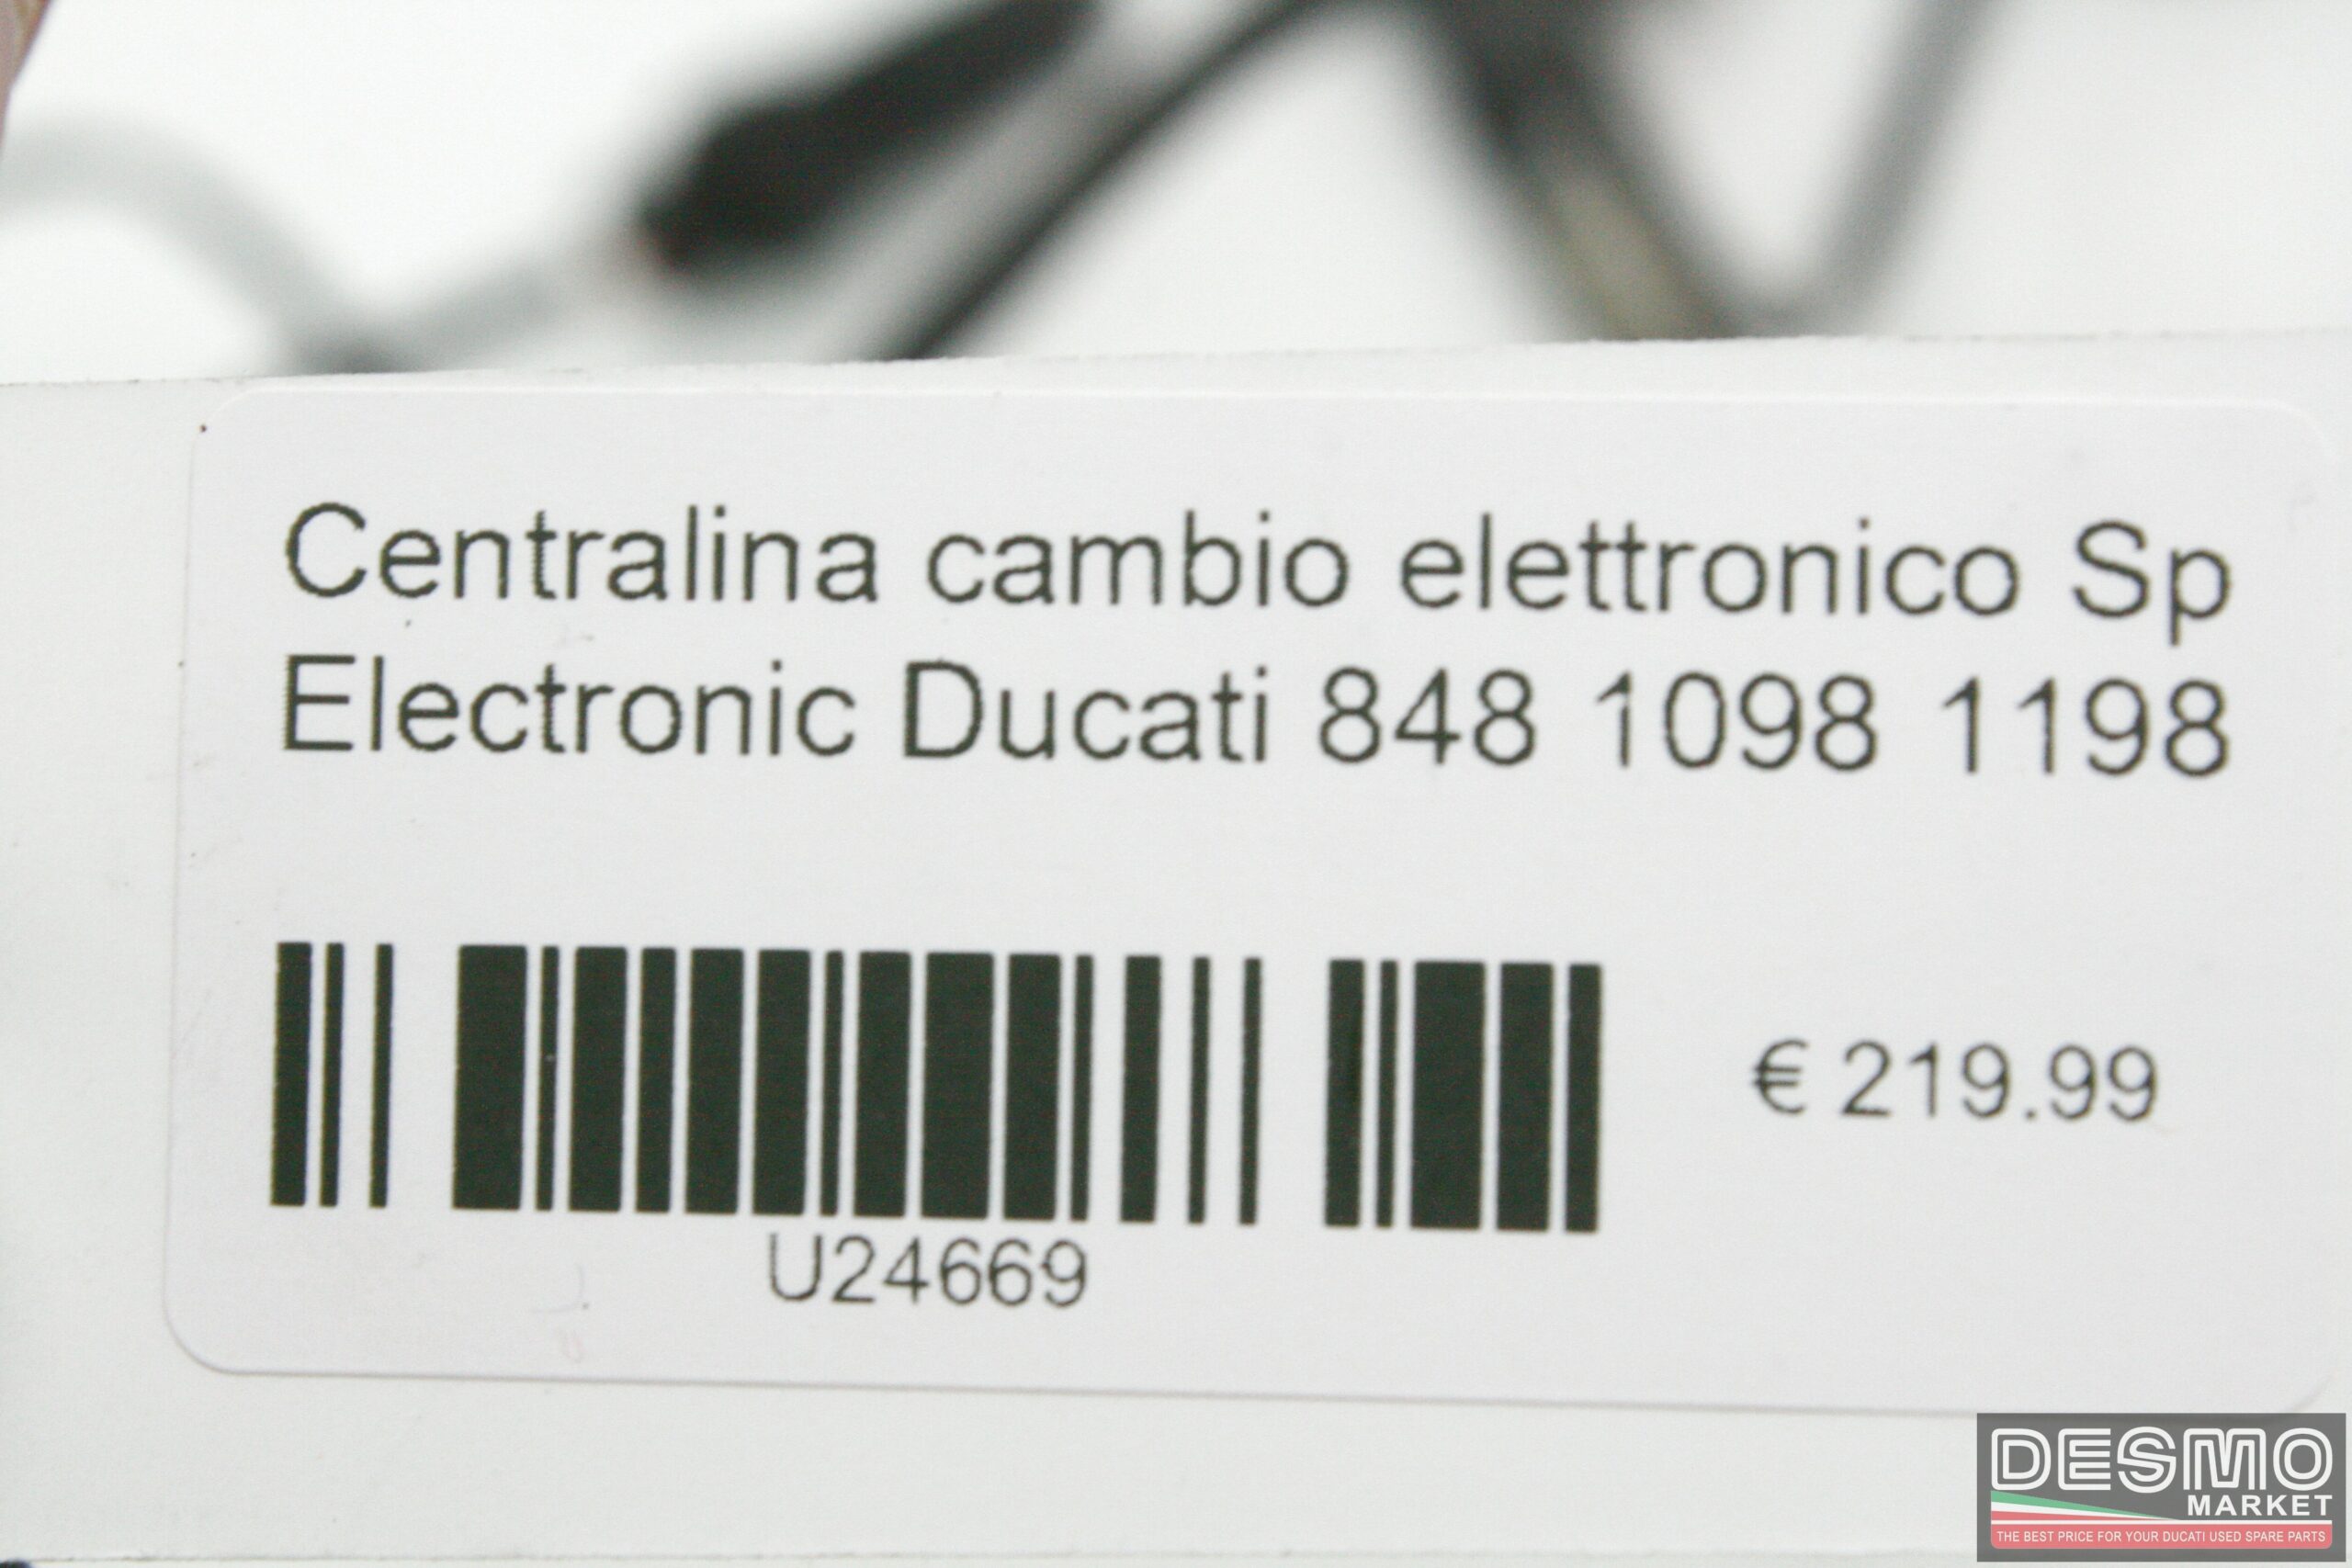 Centralina cambio elettronico Sp
Electronic Ducati 848 1098 1198
€ 219.99
U24669
DESMO
MARKET
THE BEST PRICE FOR YOUR DUCATI USED SPARE PARTS